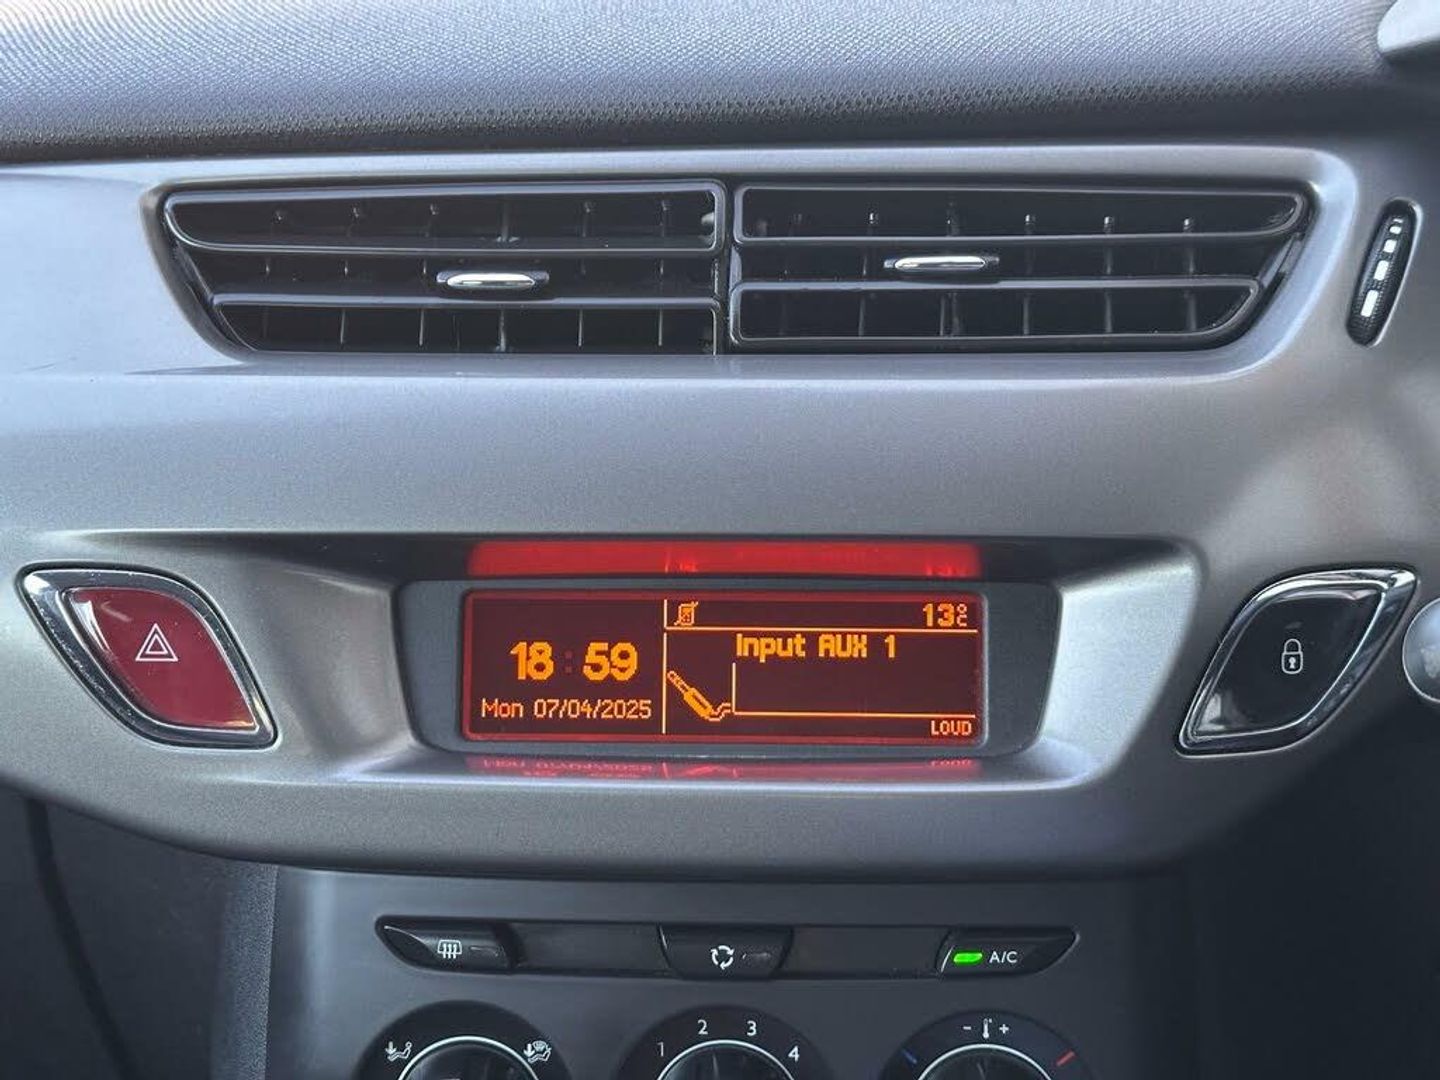 13°C
18:59
Input AUX 1
Mon 07/04/2025
LOUD
A/C
1 2 3 4
- +